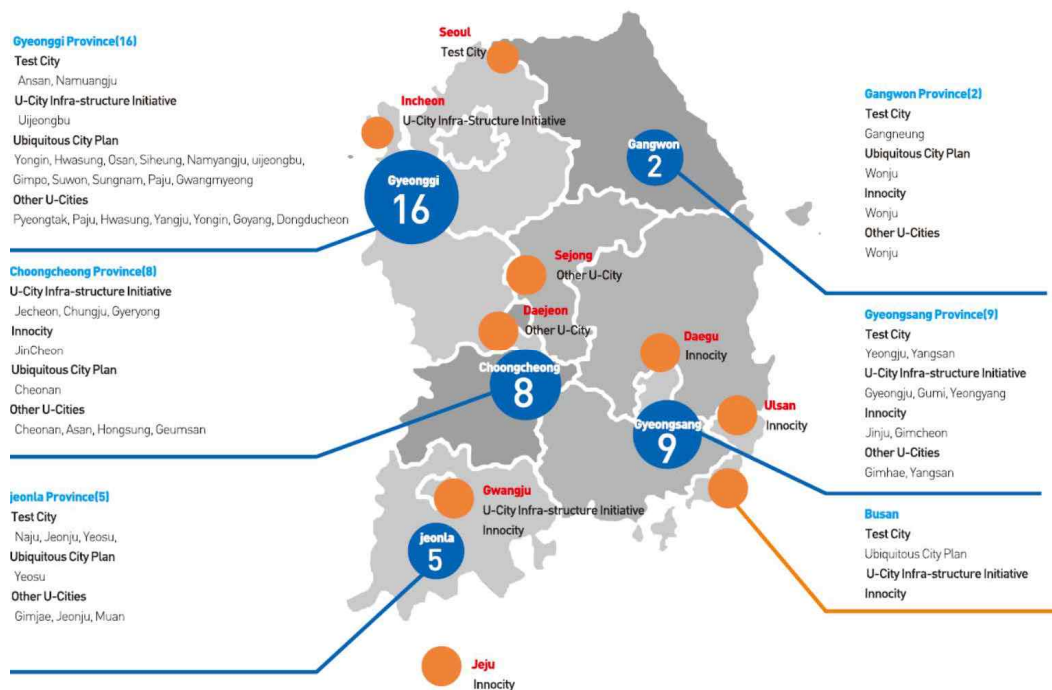 Gyeonggi Province(16)
Test City
Ansan, Namuangju
U-City Infra-structure Initiative
Uijeongbu
Ubiquitous City Plan
Yongin, Hwasung, Osan, Siheung, Namyangju, uijeongbu,
Gimpo, Suwon, Sungnam, Paju, Gwangmyeong
Other U-Cities
Pyeongtak, Paju, Hwasung, Yangju, Yongin, Goyang, Dongducheon
Choongcheong Province(8)
U-City Infra-structure Initiative
Jecheon, Chungju, Gyeryong
Innocity
JinCheon
Ubiquitous City Plan
Cheonan
Other U-Cities
Cheonan, Asan, Hongsung, Geumsan
jeonla Province(5)
Test City
Naju, Jeonju, Yeosu,
Ubiquitous City Plan
Yeosu
Other U-Cities
Gimjae, Jeonju, Muan
Seoul
Test City
Incheon
U-City Infra-Structure Initiative
Gyeonggi
16
Gangwon
2
Sejong
Other U-City
Daejeon
Other U-City
Choongcheong
8
Daegu
Innocity
Ulsan
Innocity
Gyeongsang
9
Gwangju
U-City Infra-structure Initiative
Innocity
jeonla
5
Jeju
Innocity
Gangwon Province(2)
Test City
Gangneung
Ubiquitous City Plan
Wonju
Innocity
Wonju
Other U-Cities
Wonju
Gyeongsang Province(9)
Test City
Yeongju, Yangsan
U-City Infra-structure Initiative
Gyeongju, Gumi, Yeongyang
Innocity
Jinju, Gimcheon
Other U-Cities
Gimhae, Yangsan
Busan
Test City
Ubiquitous City Plan
U-City Infra-structure Initiative
Innocity